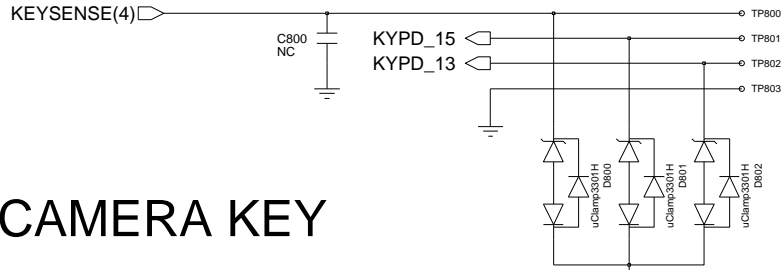 KEYSENSE(4)
TP800
C800
NC
KYPD_15
TP801
KYPD_13
TP802
TP803
uClamp3301H
D800
uClamp3301H
D801
uClamp3301H
D802
CAMERA KEY